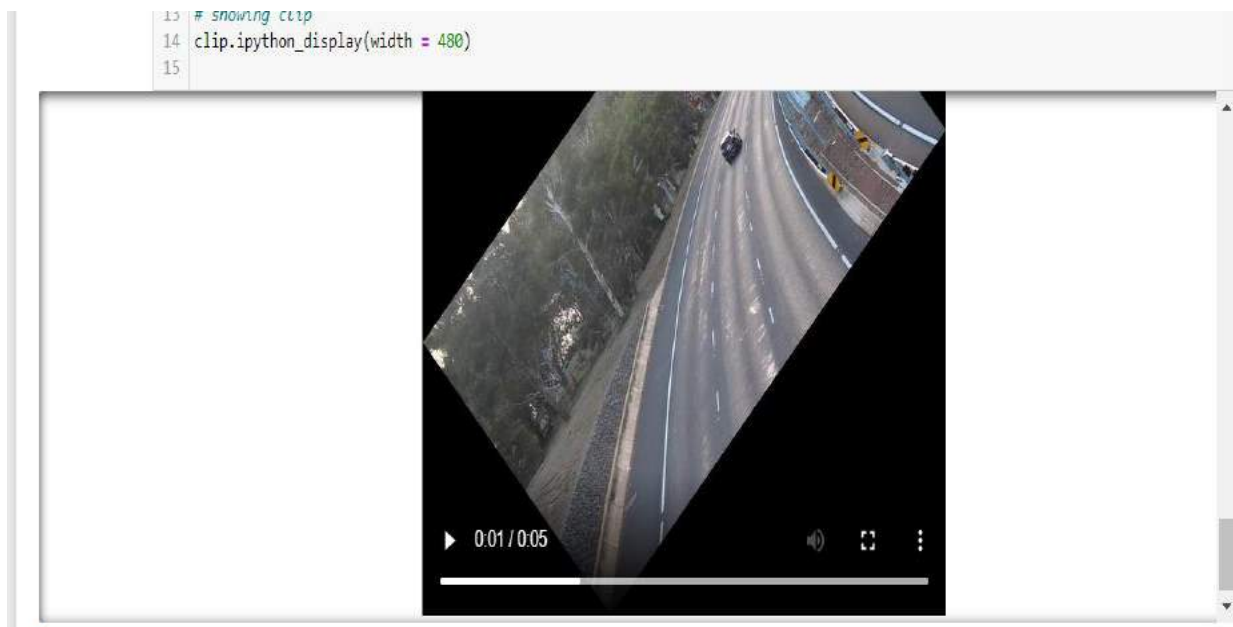 13 # showing clip
14 clip.ipython_display(width = 480)
15
0:01 / 0:05